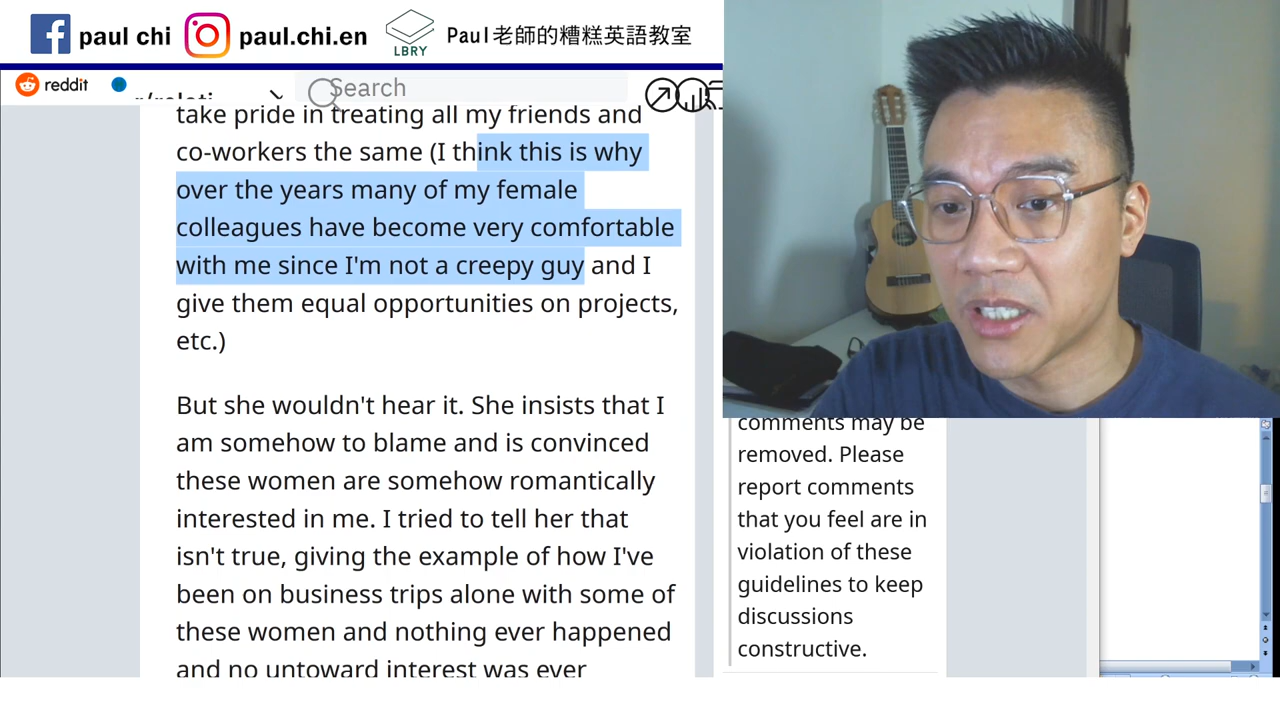 paul chi
paul.chi.en
LBRY
Paul老師的糟糕英語教室
reddit
Search
take pride in treating all my friends and
co-workers the same (I think this is why
over the years many of my female
colleagues have become very comfortable
with me since I'm not a creepy guy and I
give them equal opportunities on projects,
etc.)
But she wouldn't hear it. She insists that I
am somehow to blame and is convinced
these women are somehow romantically
interested in me. I tried to tell her that
isn't true, giving the example of how I've
been on business trips alone with some of
these women and nothing ever happened
and no untoward interest was ever
comments may be
removed. Please
report comments
that you feel are in
violation of these
guidelines to keep
discussions
constructive.